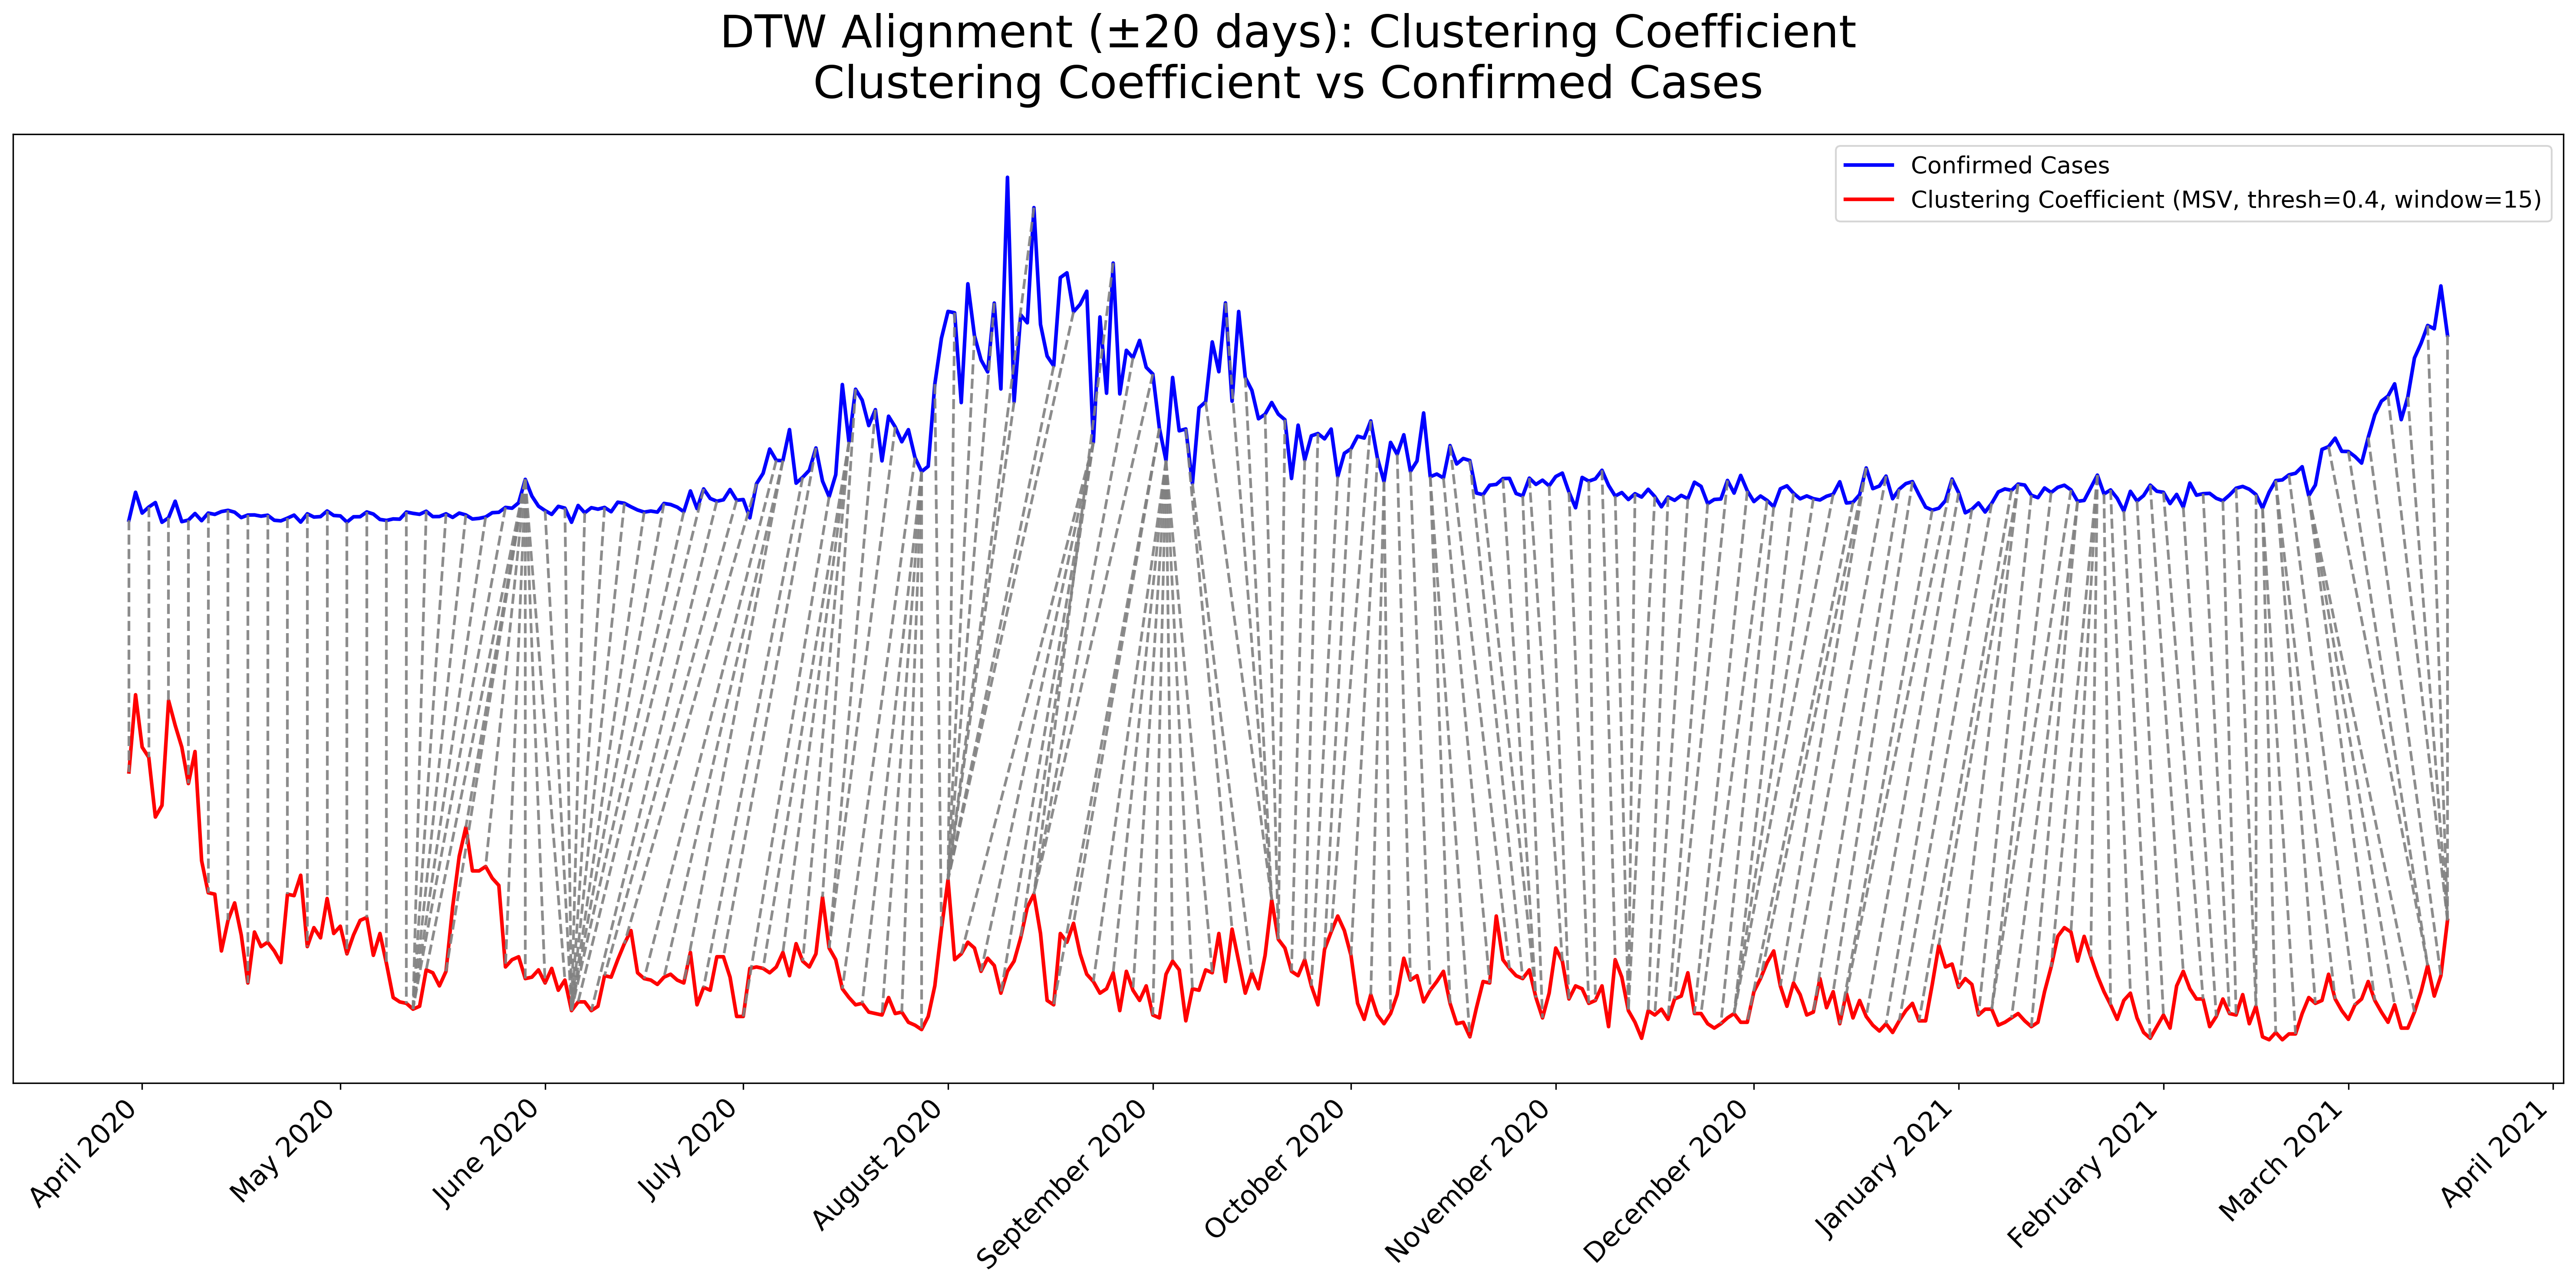 DTW Alignment (±20 days): Clustering Coefficient
Clustering Coefficient vs Confirmed Cases
Confirmed Cases
Clustering Coefficient (MSV, thresh=0.4, window=15)
April 2020
May 2020
June 2020
July 2020
August 2020
September 2020
October 2020
November 2020
December 2020
January 2021
February 2021
March 2021
April 2021